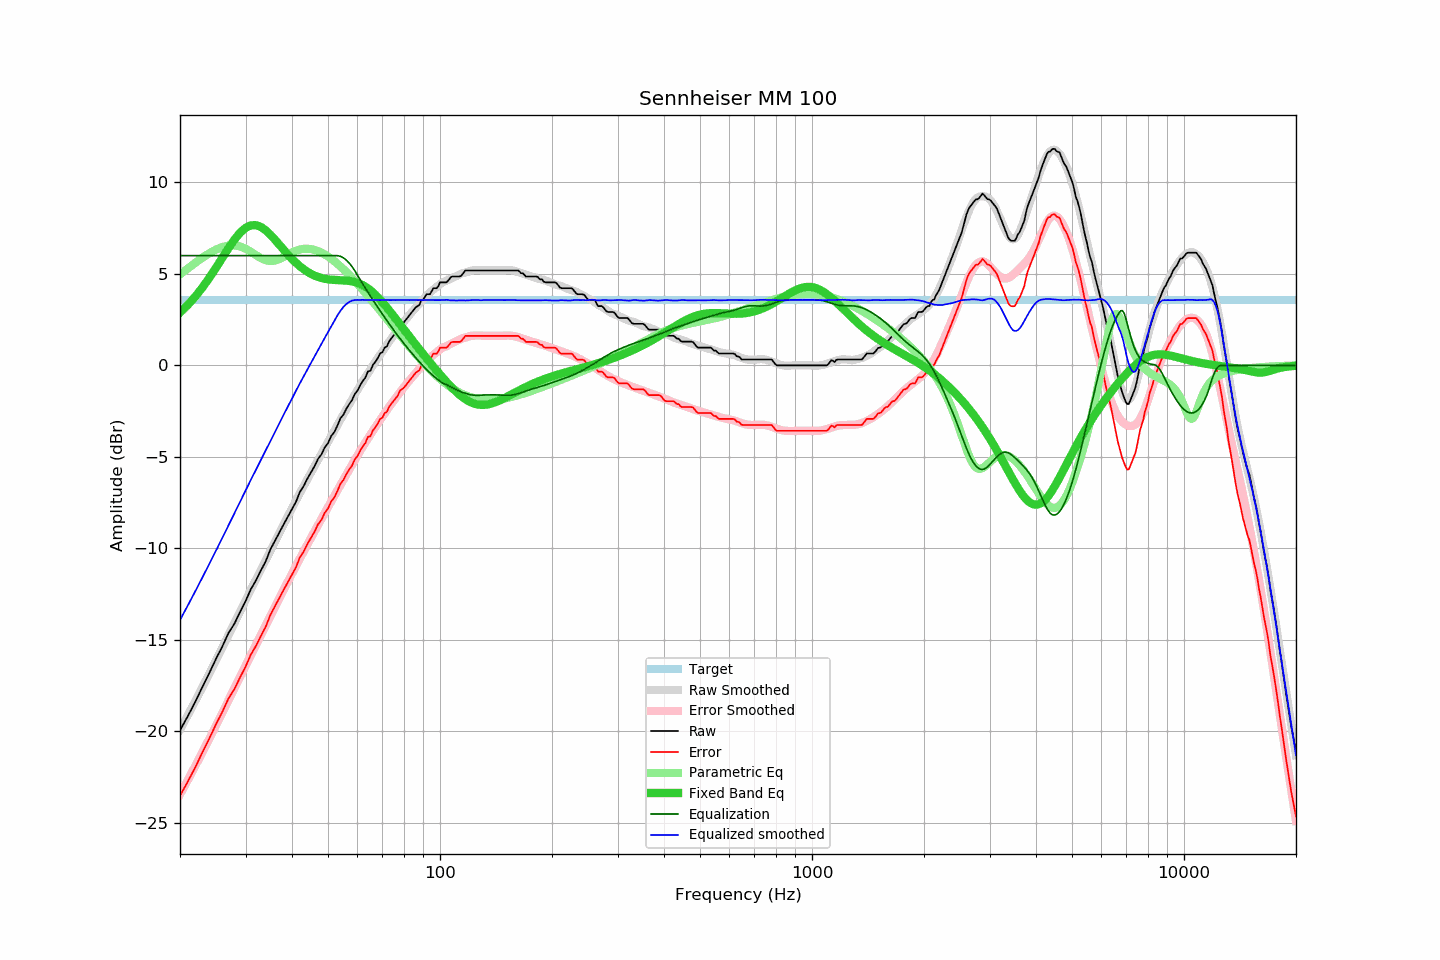 Sennheiser MM 100
10
5
0
−5
−10
−15
−20
−25
Amplitude (dBr)
Target
Raw Smoothed
Error Smoothed
Raw
Error
Parametric Eq
Fixed Band Eq
Equalization
Equalized smoothed
100
1000
10000
Frequency (Hz)